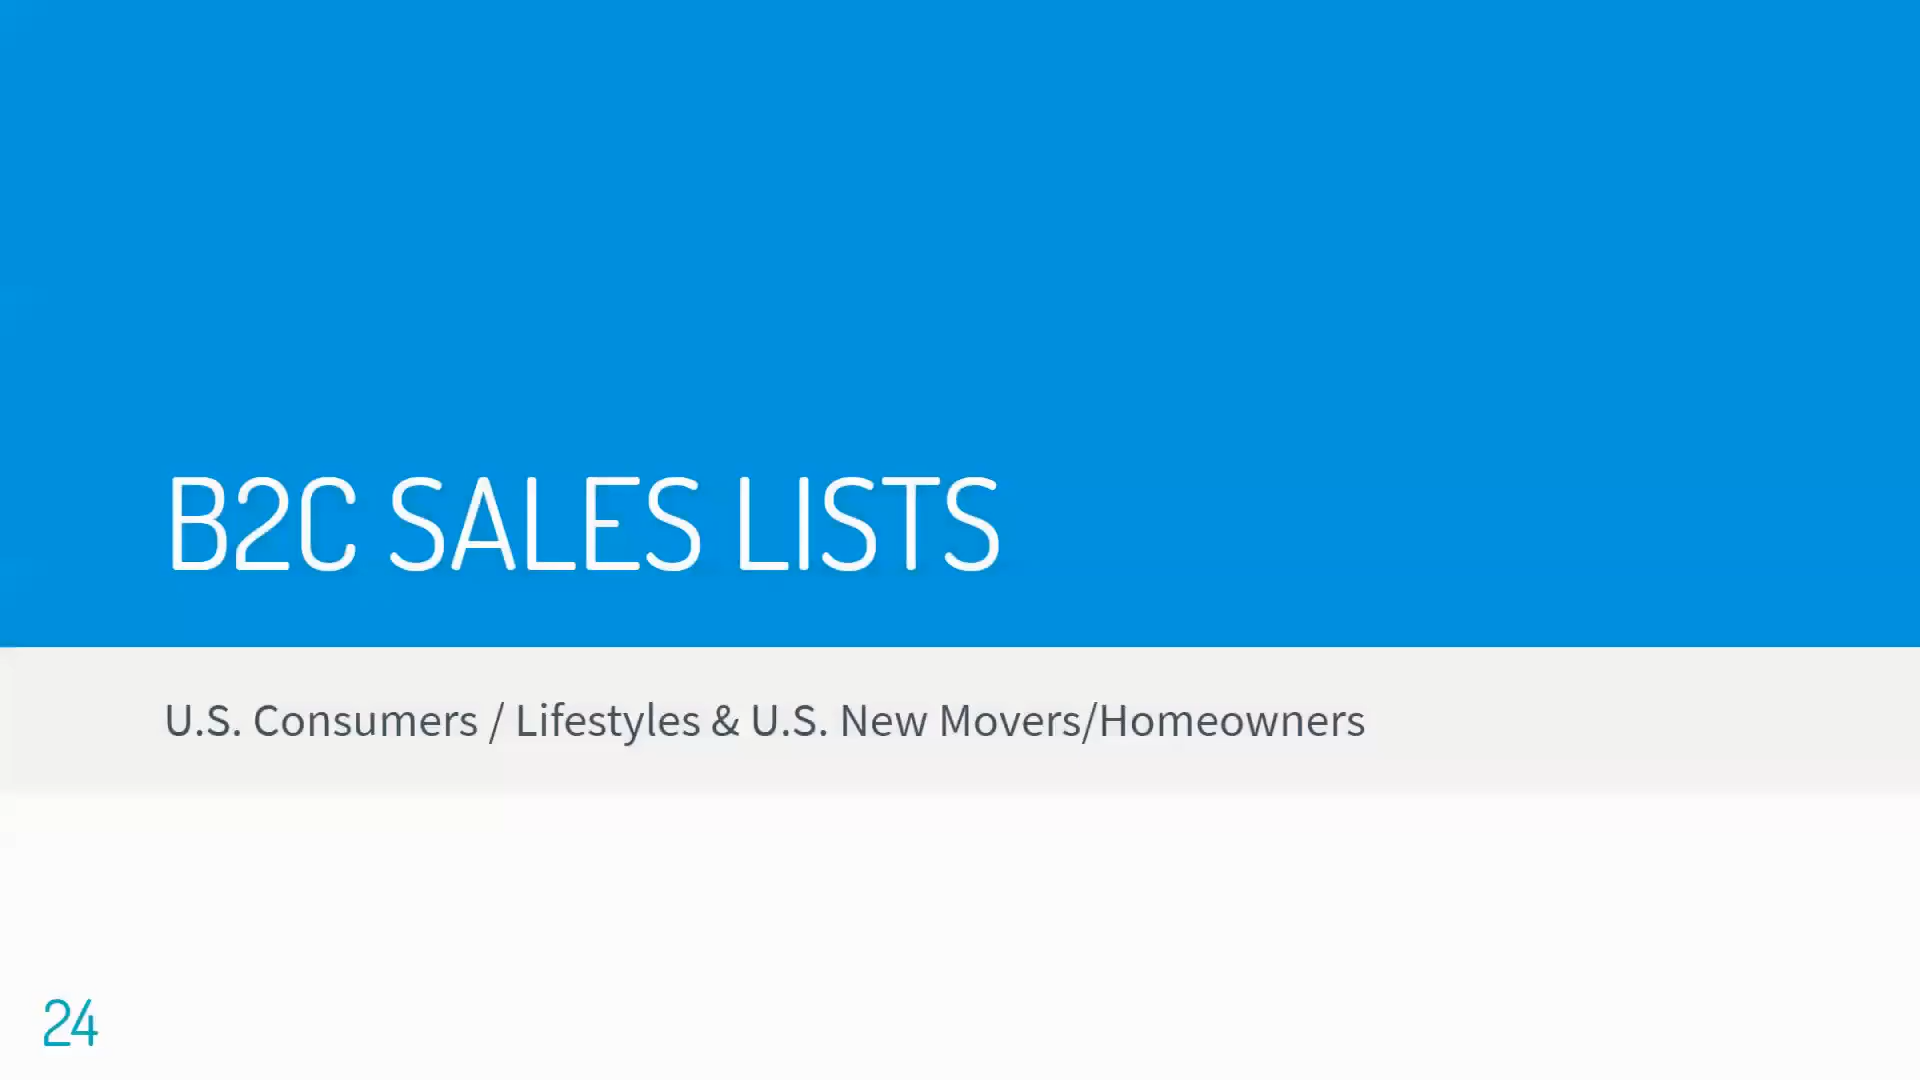 B2C SALES LISTS
U.S. Consumers / Lifestyles & U.S. New Movers/Homeowners
24